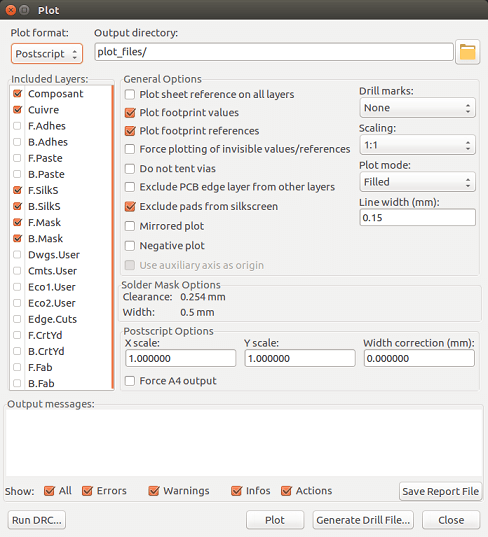 Plot
Plot format:
Postscript
Output directory:
plot_files/
Included Layers:
Composant
Cuivre
F.Adhes
B.Adhes
F.Paste
B.Paste
F.SilkS
B.SilkS
F.Mask
B.Mask
Dwgs.User
Cmts.User
Eco1.User
Eco2.User
Edge.Cuts
F.CrtYd
B.CrtYd
F.Fab
B.Fab
General Options
Plot sheet reference on all layers
Plot footprint values
Plot footprint references
Force plotting of invisible values/references
Do not tent vias
Exclude PCB edge layer from other layers
Exclude pads from silkscreen
Mirrored plot
Negative plot
Use auxiliary axis as origin
Drill marks:
None
Scaling:
1:1
Plot mode:
Filled
Line width (mm):
0.15
Solder Mask Options
Clearance: 0.254 mm
Width: 0.5 mm
Postscript Options
X scale:
1.000000
Y scale:
1.000000
Width correction (mm):
0.000000
Force A4 output
Output messages:
Show: All Errors Warnings Infos Actions
Save Report File
Run DRC... Plot Generate Drill File... Close